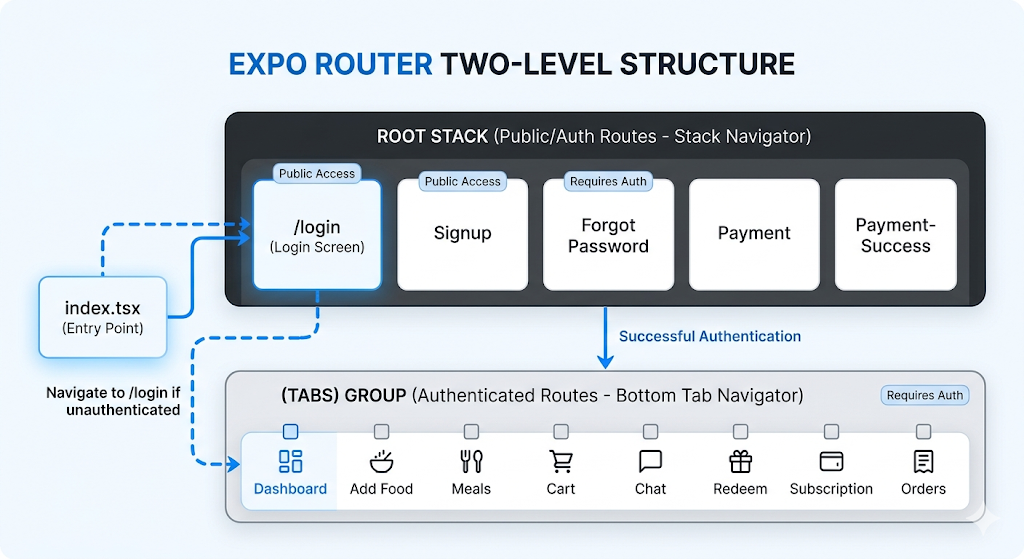 EXPO ROUTER TWO-LEVEL STRUCTURE
ROOT STACK (Public/Auth Routes - Stack Navigator)
Public Access
/login
(Login Screen)
Public Access
Signup
Requires Auth
Forgot
Password
Payment
Payment-
Success
index.tsx
(Entry Point)
Navigate to /login if
unauthenticated
Successful Authentication
(TABS) GROUP (Authenticated Routes - Bottom Tab Navigator)
Requires Auth
Dashboard
Add Food
Meals
Cart
Chat
Redeem
Subscription
Orders